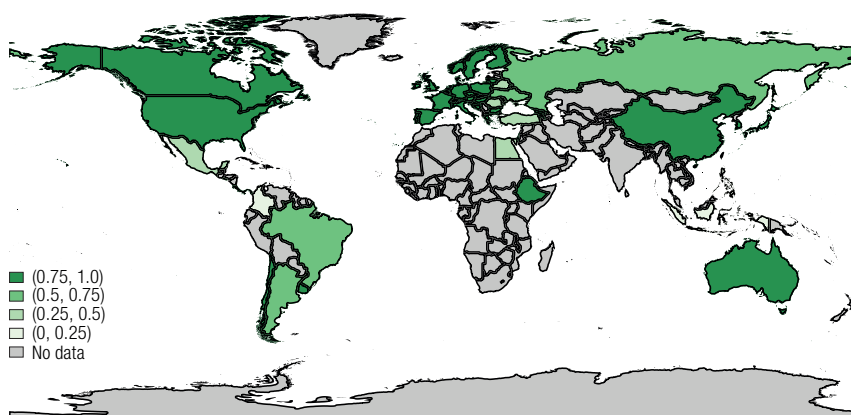 (0.75, 1.0)
(0.5, 0.75)
(0.25, 0.5)
(0, 0.25)
No data